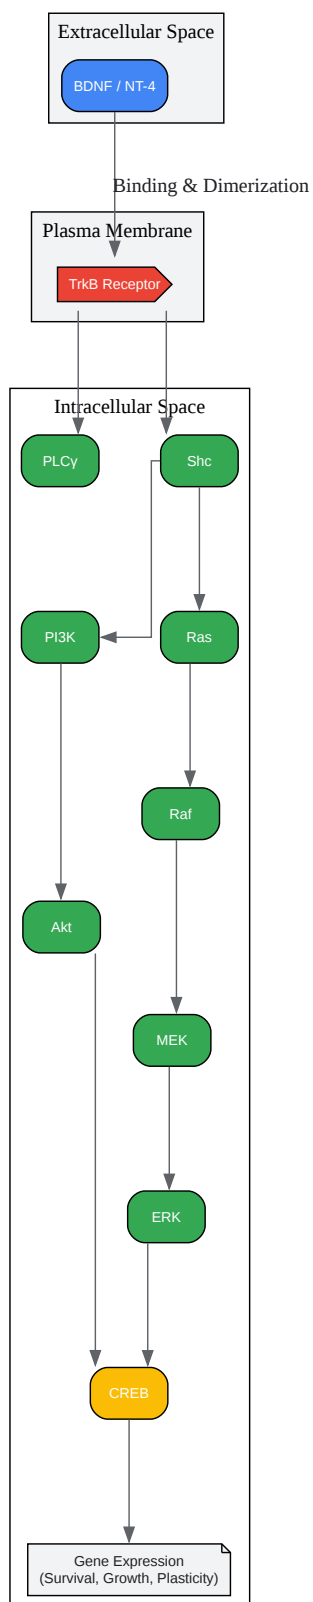 Extracellular Space
BDNF / NT-4
Binding & Dimerization
Plasma Membrane
TrkB Receptor
Intracellular Space
PLCγ
Shc
PI3K
Ras
Raf
Akt
MEK
ERK
CREB
Gene Expression
(Survival, Growth, Plasticity)